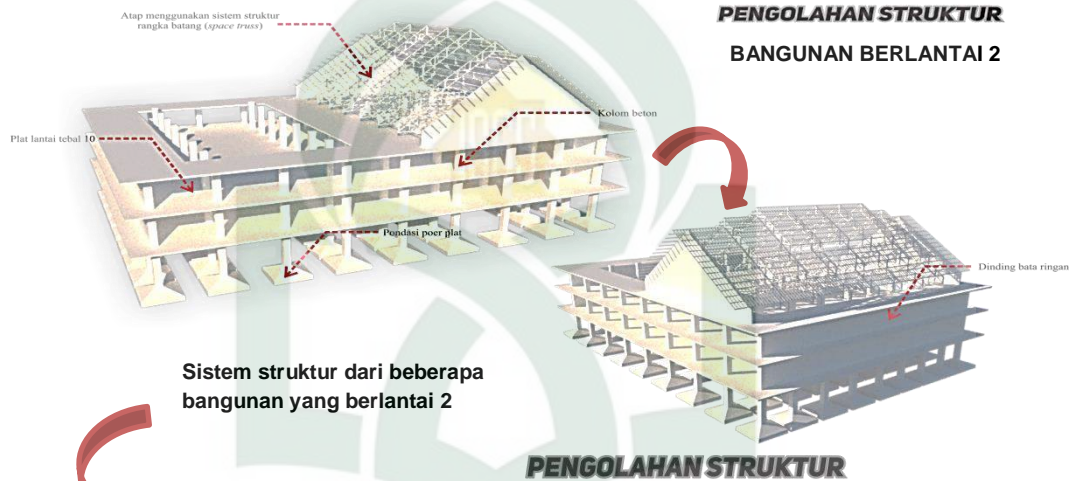 PENGOLAHAN STRUKTUR
BANGUNAN BERLANTAI 2
Atap menggunakan sistem struktur
rangka batang (space truss)
Kolom beton
Plat lantai tebal 10
Pondasi poer plat
Dinding bata ringan
Sistem struktur dari beberapa
bangunan yang berlantai 2
PENGOLAHAN STRUKTUR